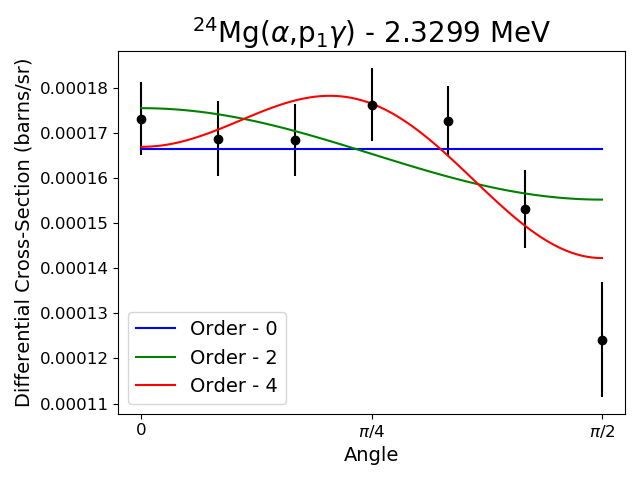 ²⁴Mg(α,p₁γ) - 2.3299 MeV
Differential Cross-Section (barns/sr)
0.00018
0.00017
0.00016
0.00015
0.00014
0.00013
0.00012
0.00011
Order - 0
Order - 2
Order - 4
0
π/4
π/2
Angle